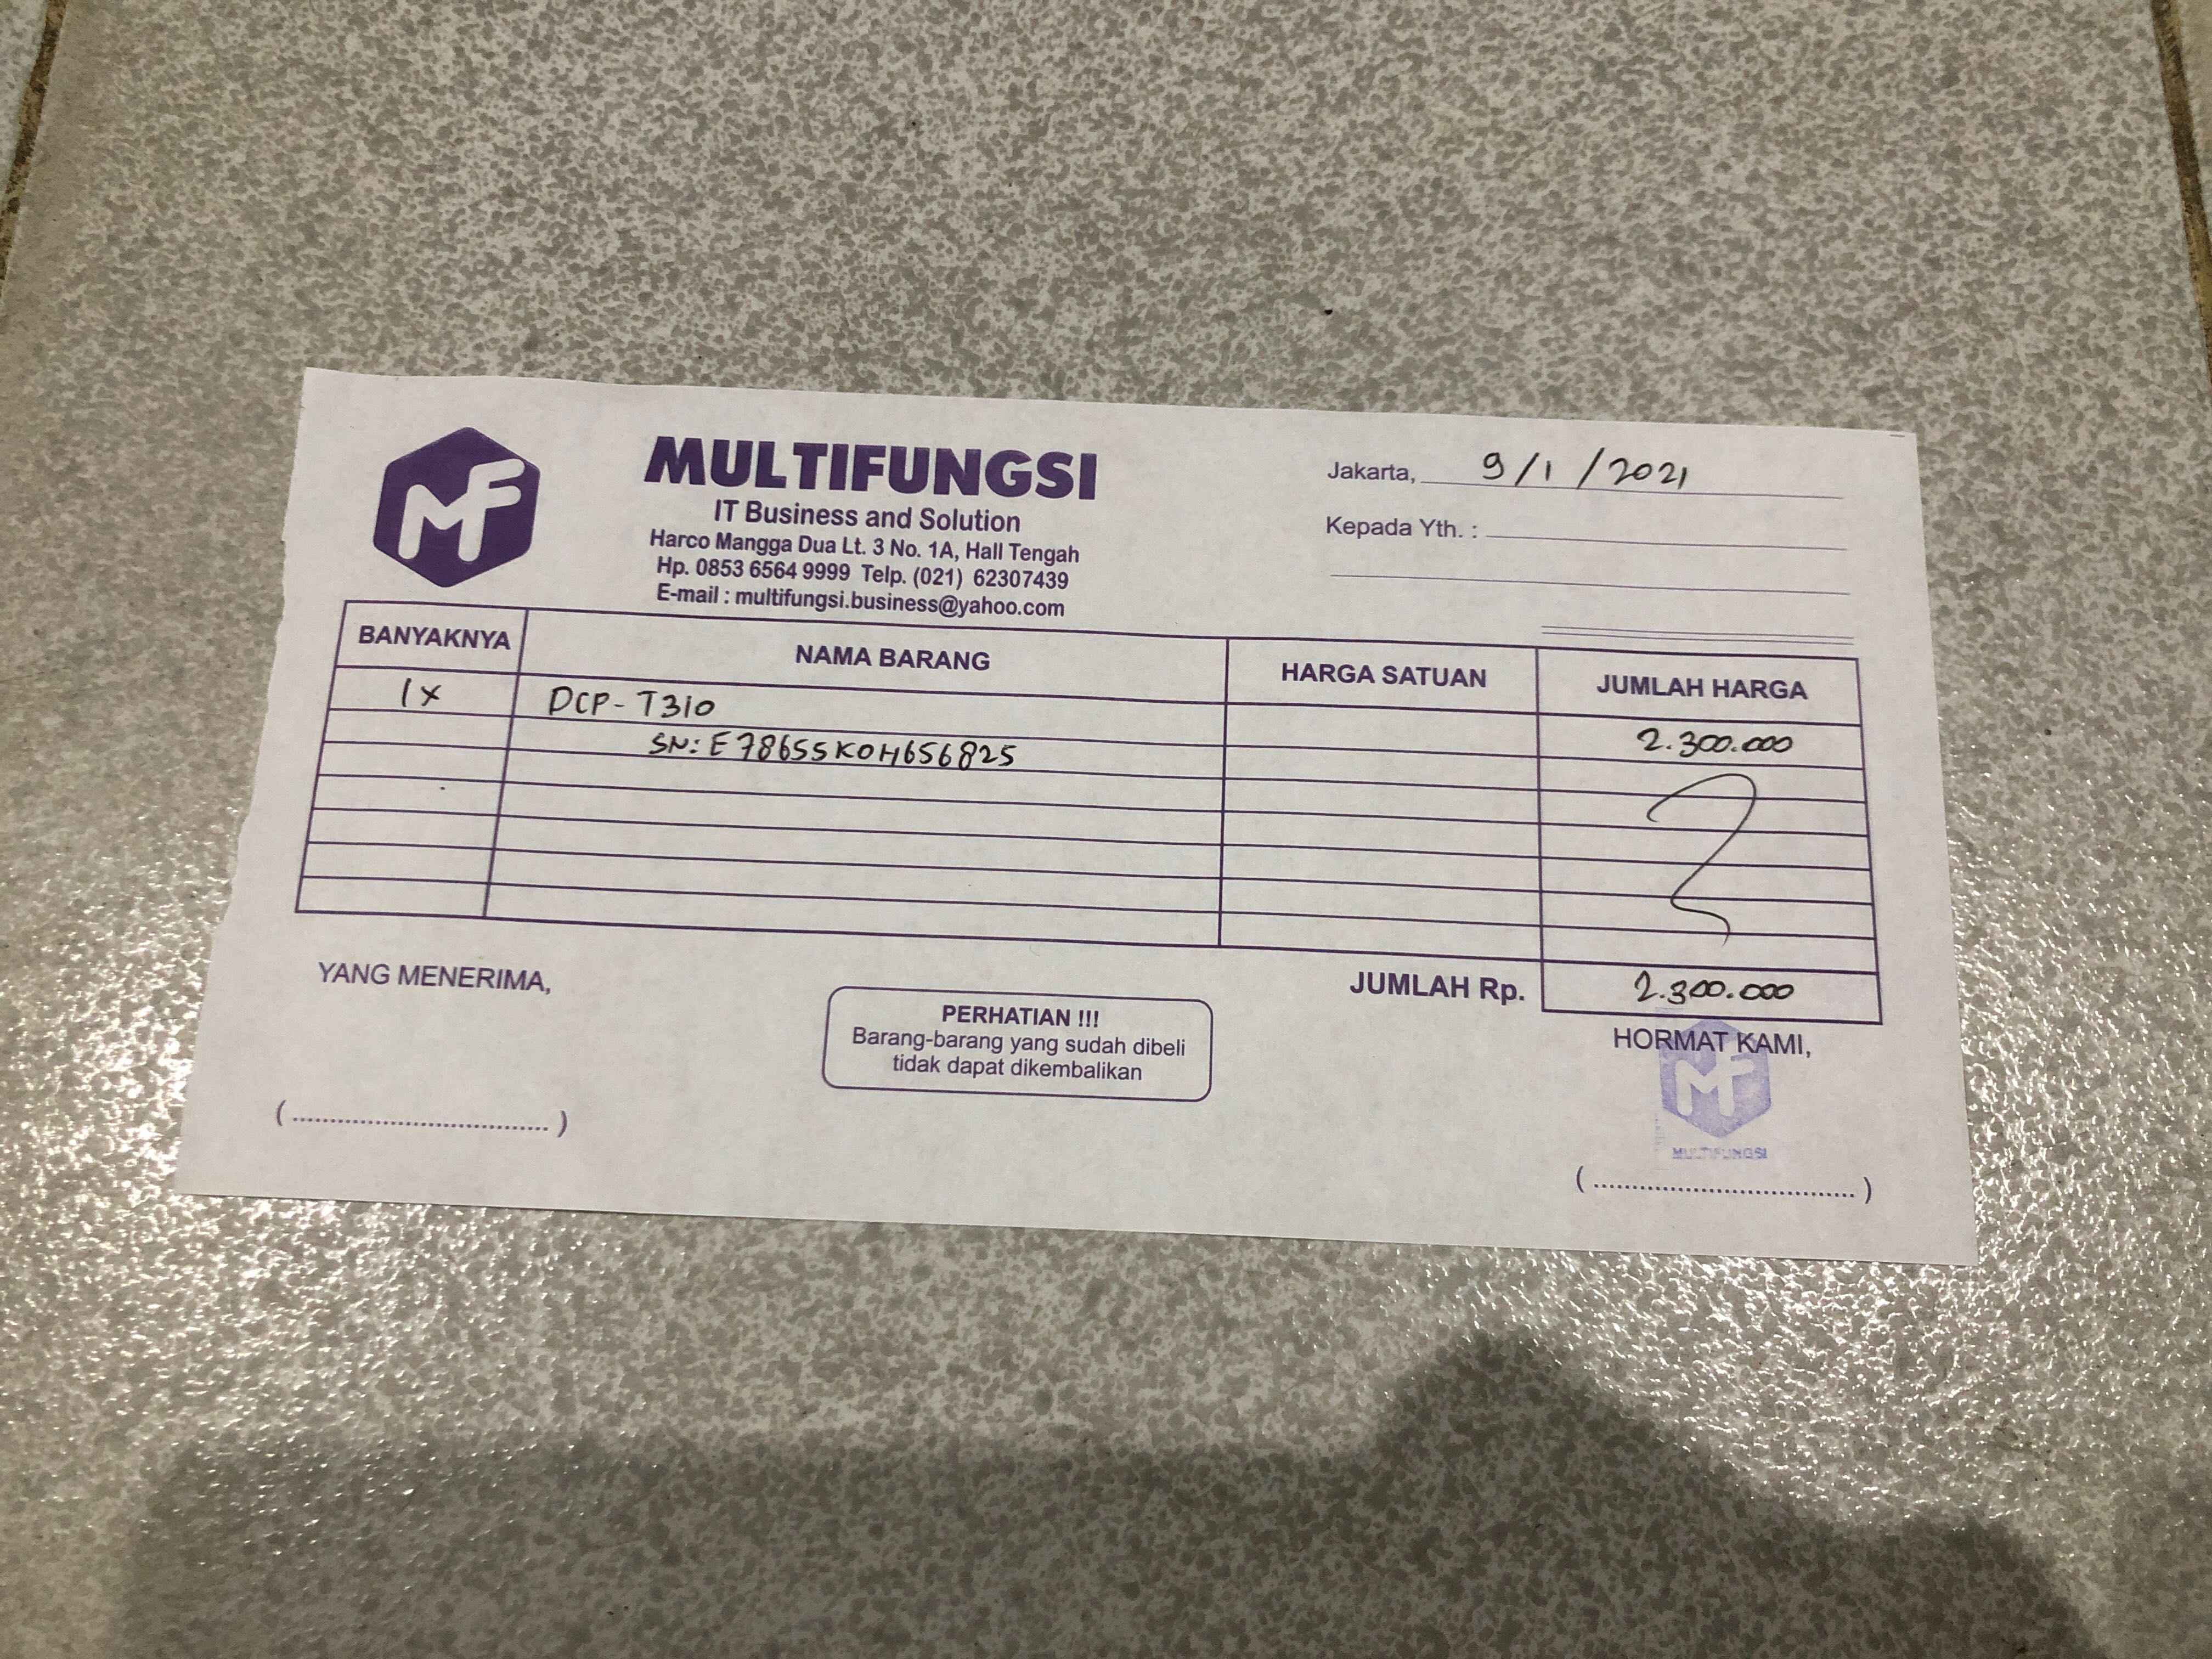 MF
MULTIFUNGSI
IT Business and Solution
Harco Mangga Dua Lt. 3 No. 1A, Hall Tengah
Hp. 0853 6564 9999 Telp. (021) 62307439
E-mail : multifungsi.business@yahoo.com
Jakarta, 9/1/2021
Kepada Yth. :
BANYAKNYA NAMA BARANG HARGA SATUAN JUMLAH HARGA
1x DCP-T310 2.300.000
SN: E78655K0H656825
JUMLAH Rp. 2.300.000
YANG MENERIMA,
(................................)
PERHATIAN !!!
Barang-barang yang sudah dibeli
tidak dapat dikembalikan
HORMAT KAMI,
MF
MULTIFUNGSI
(................................)